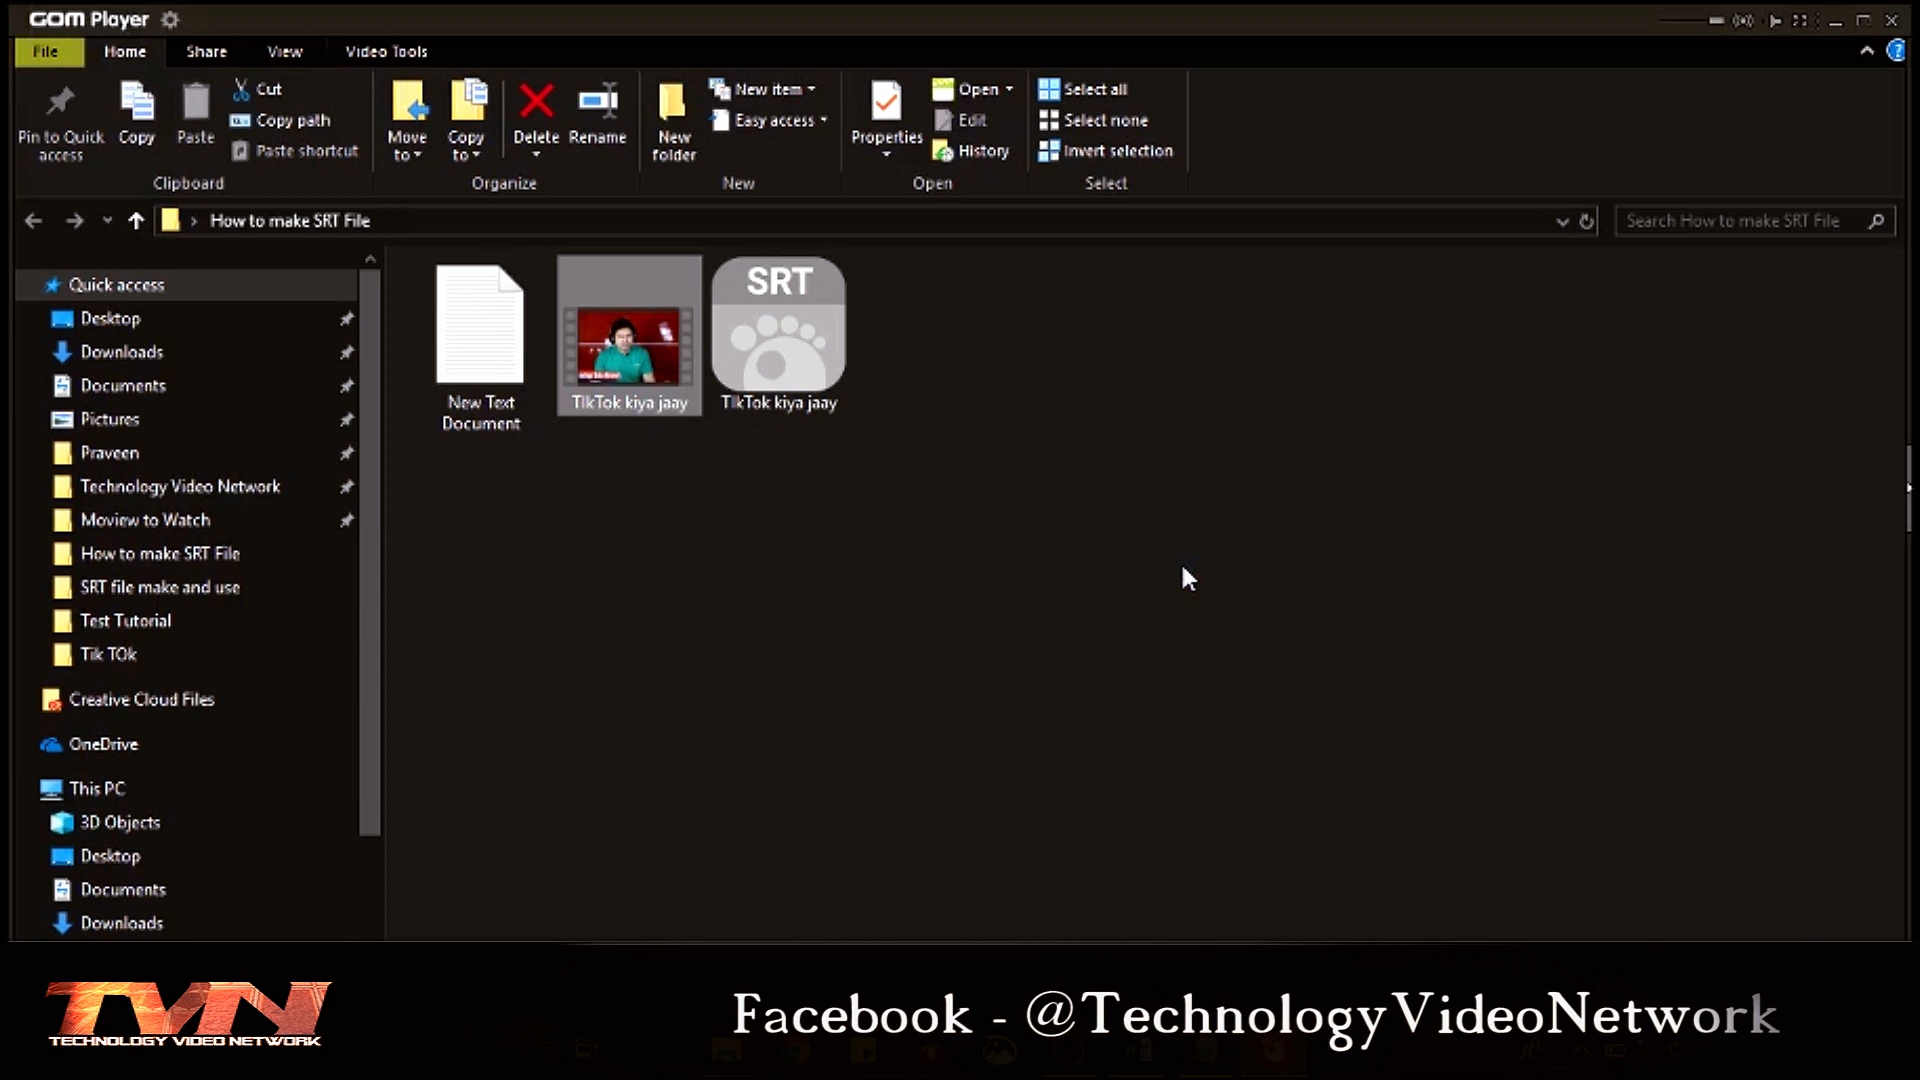 GOM Player
File Home Share View Video Tools
Pin to Quick access
Copy
Paste
Cut
Copy path
Paste shortcut
Clipboard
Move to
Copy to
Delete
Rename
Organize
New folder
New item
Easy access
New
Properties
Open
Edit
History
Open
Select all
Select none
Invert selection
Select
How to make SRT File
Search How to make SRT File
Quick access
Desktop
Downloads
Documents
Pictures
Praveen
Technology Video Network
Moview to Watch
How to make SRT File
SRT file make and use
Test Tutorial
Tik TOk
Creative Cloud Files
OneDrive
This PC
3D Objects
Desktop
Documents
Downloads
New Text
Document
TIkTok kiya jaay
SRT
TIkTok kiya jaay
TVN
TECHNOLOGY VIDEO NETWORK
Facebook - @TechnologyVideoNetwork